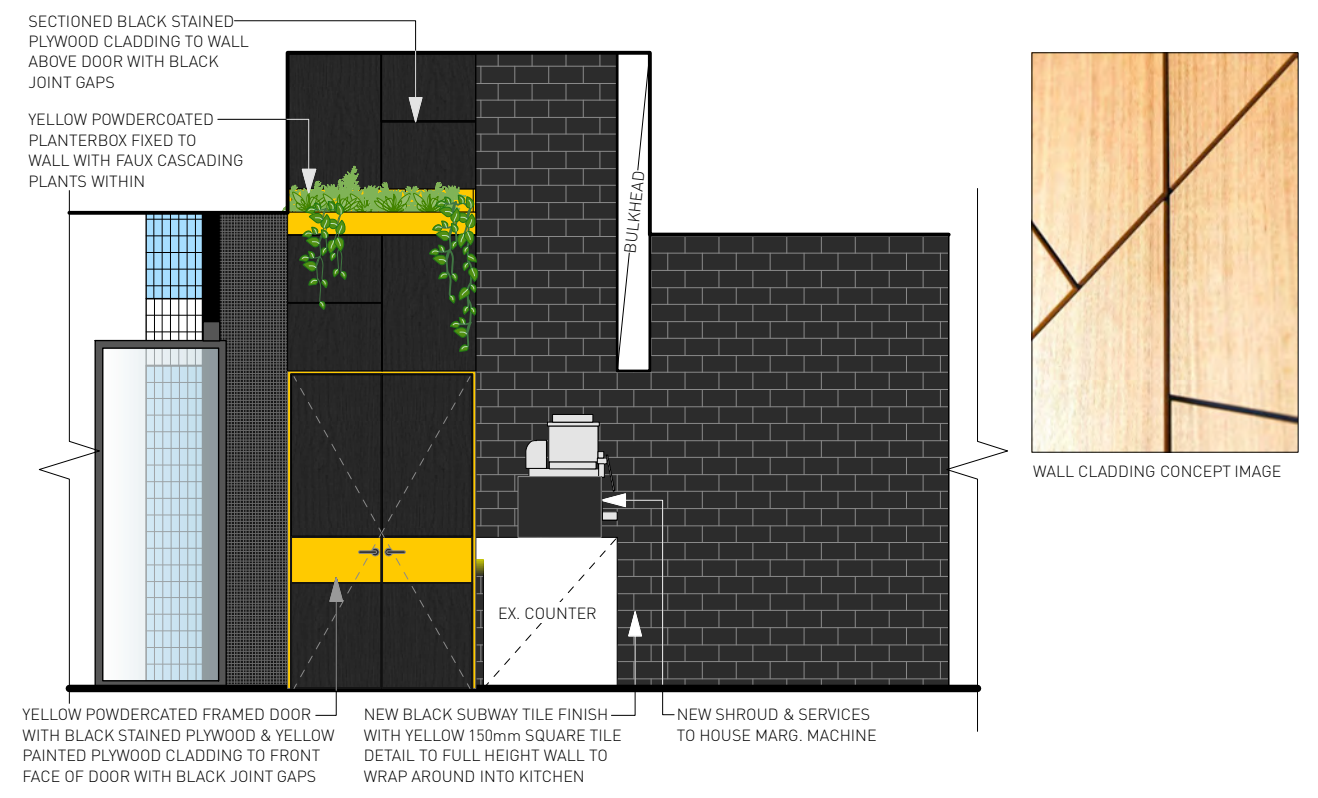 SECTIONED BLACK STAINED
PLYWOOD CLADDING TO WALL
ABOVE DOOR WITH BLACK
JOINT GAPS
YELLOW POWDERCOATED
PLANTERBOX FIXED TO
WALL WITH FAUX CASCADING
PLANTS WITHIN
BULKHEAD
WALL CLADDING CONCEPT IMAGE
EX. COUNTER
YELLOW POWDERCATED FRAMED DOOR
WITH BLACK STAINED PLYWOOD & YELLOW
PAINTED PLYWOOD CLADDING TO FRONT
FACE OF DOOR WITH BLACK JOINT GAPS
NEW BLACK SUBWAY TILE FINISH
WITH YELLOW 150mm SQUARE TILE
DETAIL TO FULL HEIGHT WALL TO
WRAP AROUND INTO KITCHEN
NEW SHROUD & SERVICES
TO HOUSE MARG. MACHINE